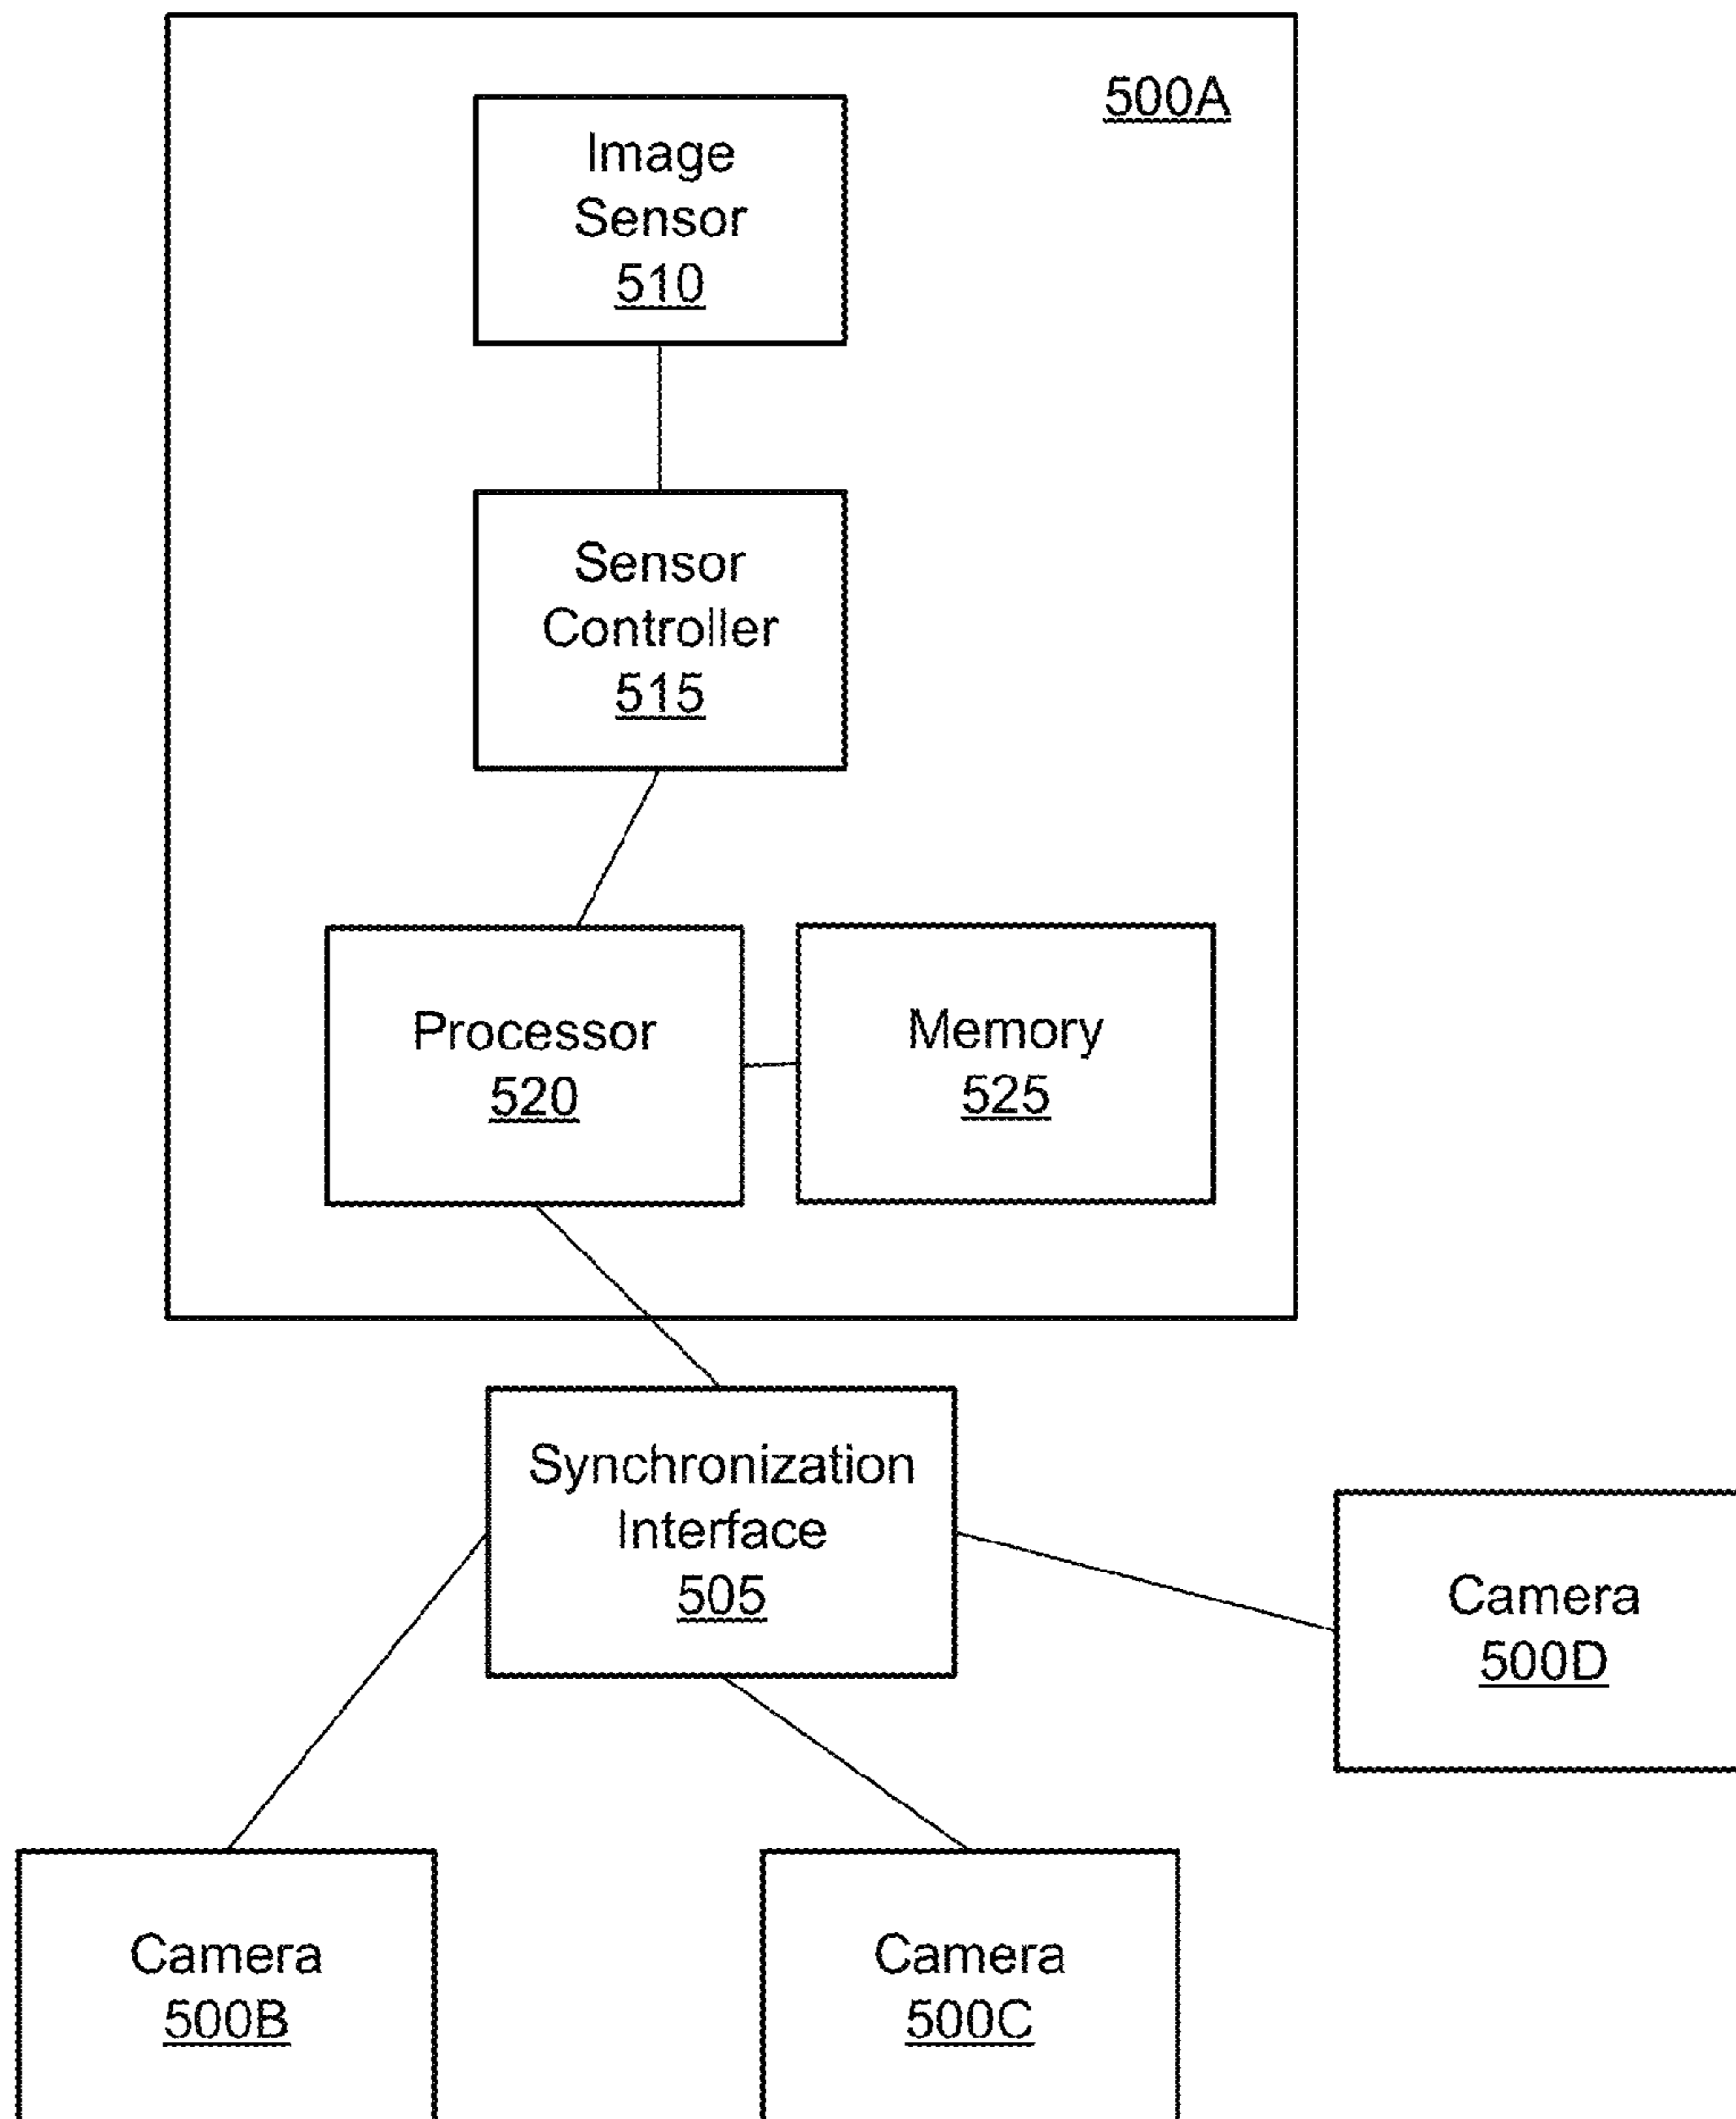 500A
Image
Sensor
510
Sensor
Controller
515
Processor
520
Memory
525
Synchronization
Interface
505
Camera
500D
Camera
500B
Camera
500C